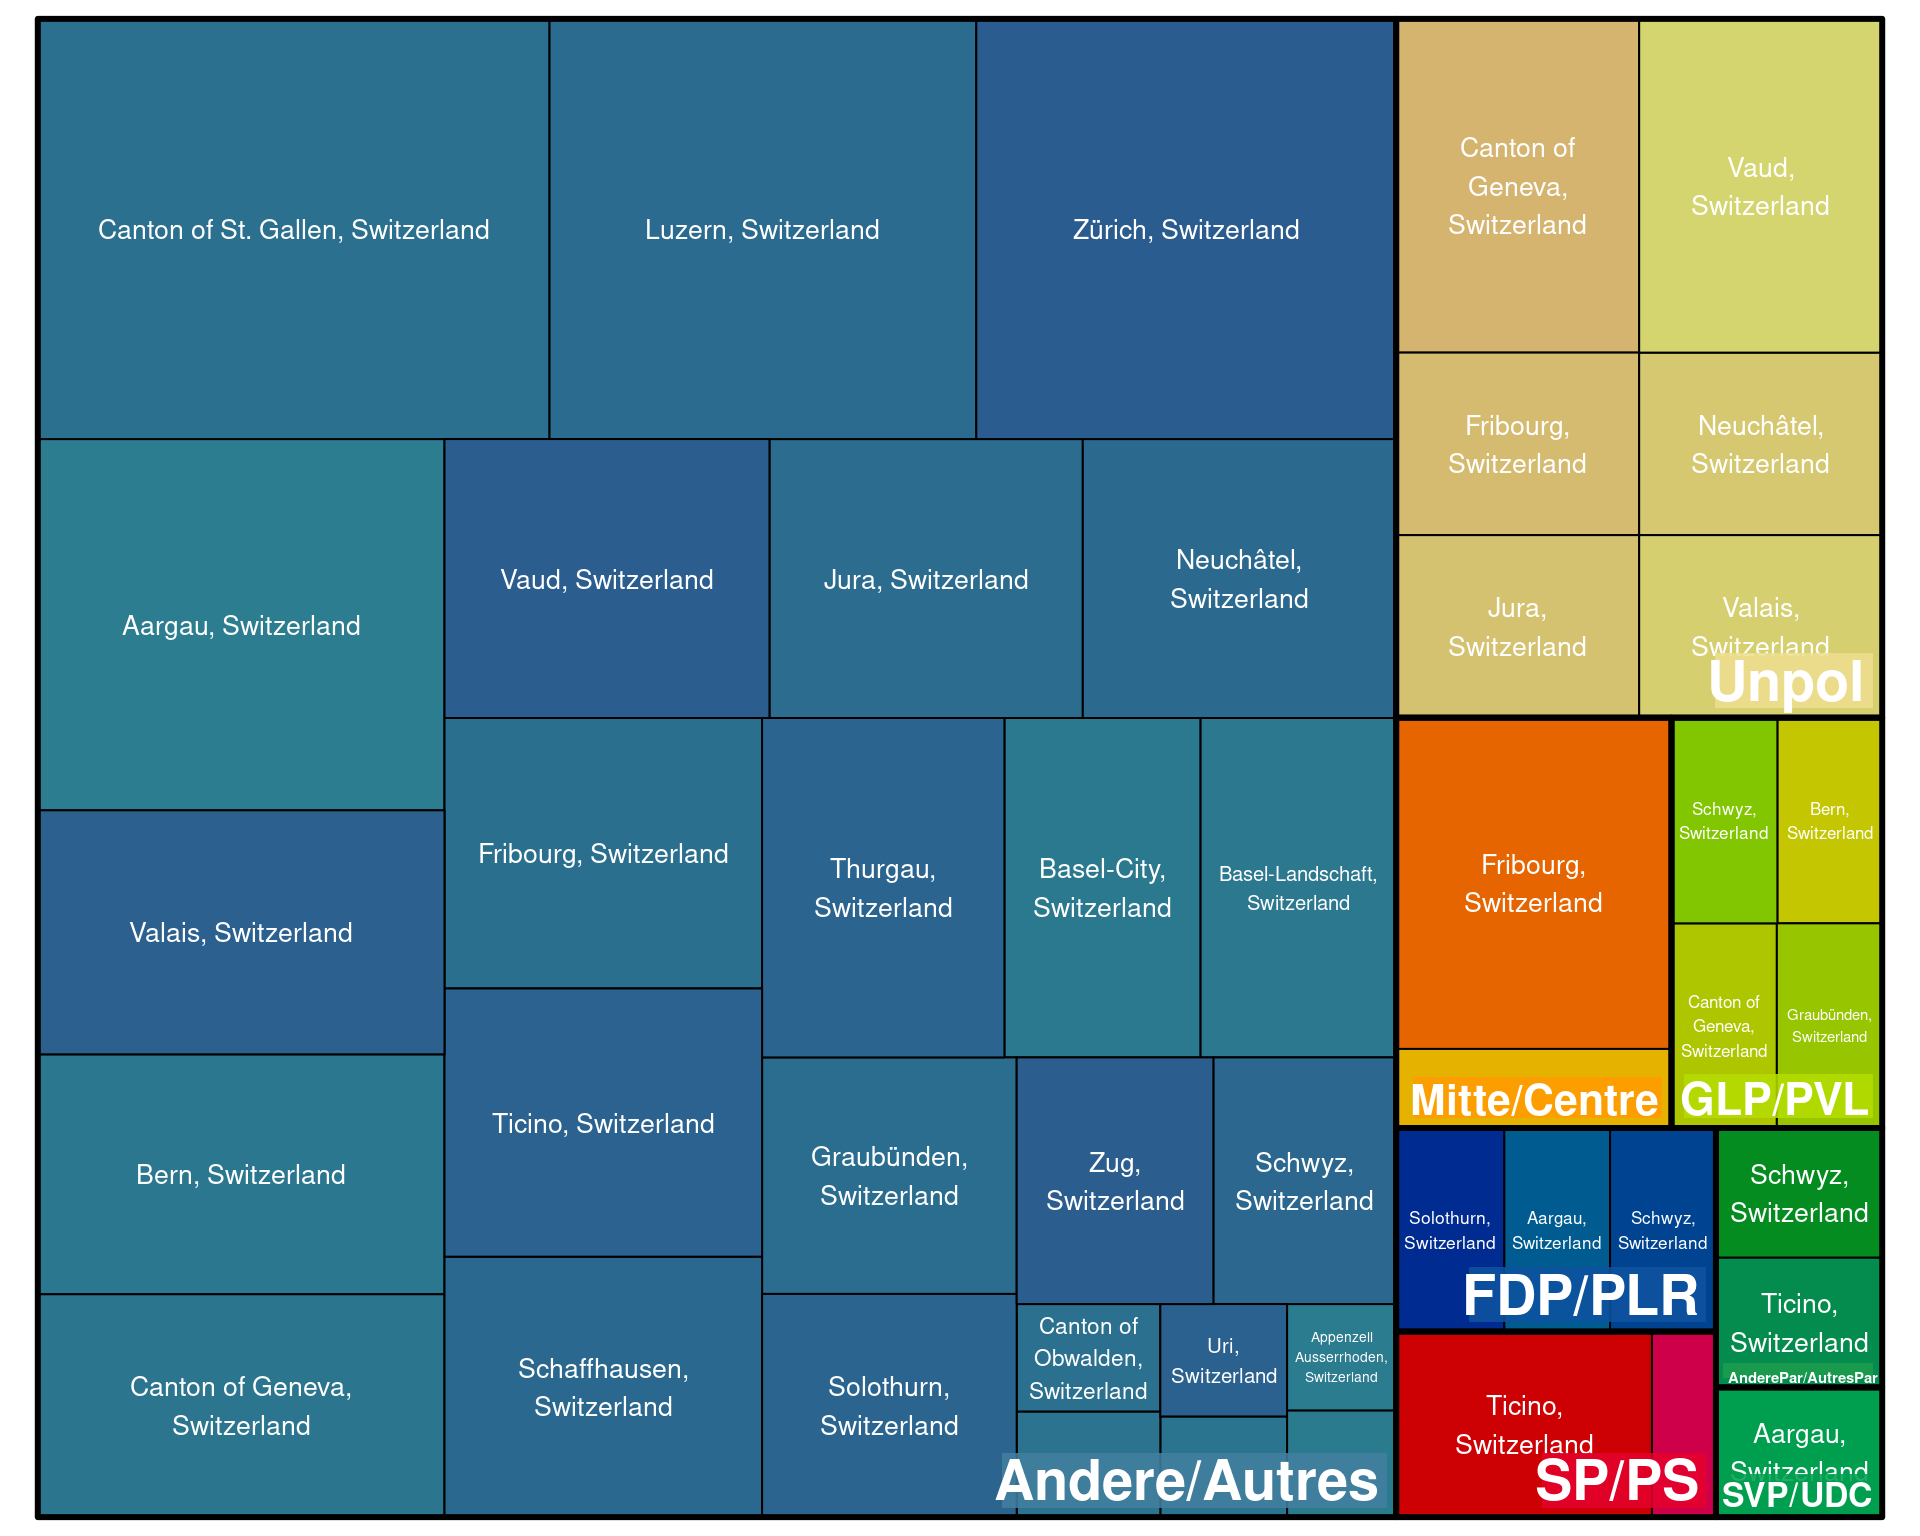 Canton of St. Gallen, Switzerland
Luzern, Switzerland
Zürich, Switzerland
Aargau, Switzerland
Vaud, Switzerland
Jura, Switzerland
Neuchâtel,
Switzerland
Valais, Switzerland
Fribourg, Switzerland
Thurgau,
Switzerland
Basel-City,
Switzerland
Basel-Landschaft,
Switzerland
Bern, Switzerland
Ticino, Switzerland
Graubünden,
Switzerland
Zug,
Switzerland
Schwyz,
Switzerland
Canton of Geneva,
Switzerland
Schaffhausen,
Switzerland
Solothurn,
Switzerland
Canton of
Obwalden,
Switzerland
Uri,
Switzerland
Appenzell
Ausserrhoden,
Switzerland
Andere/Autres
Canton of
Geneva,
Switzerland
Vaud,
Switzerland
Fribourg,
Switzerland
Neuchâtel,
Switzerland
Jura,
Switzerland
Valais,
Switzerland
Unpol
Fribourg,
Switzerland
Mitte/Centre
Schwyz,
Switzerland
Bern,
Switzerland
Canton of
Geneva,
Switzerland
Graubünden,
Switzerland
GLP/PVL
Solothurn,
Switzerland
Aargau,
Switzerland
Schwyz,
Switzerland
FDP/PLR
Schwyz,
Switzerland
Ticino,
Switzerland
AnderePar/AutresPar
Ticino,
Switzerland
SP/PS
Aargau,
Switzerland
SVP/UDC